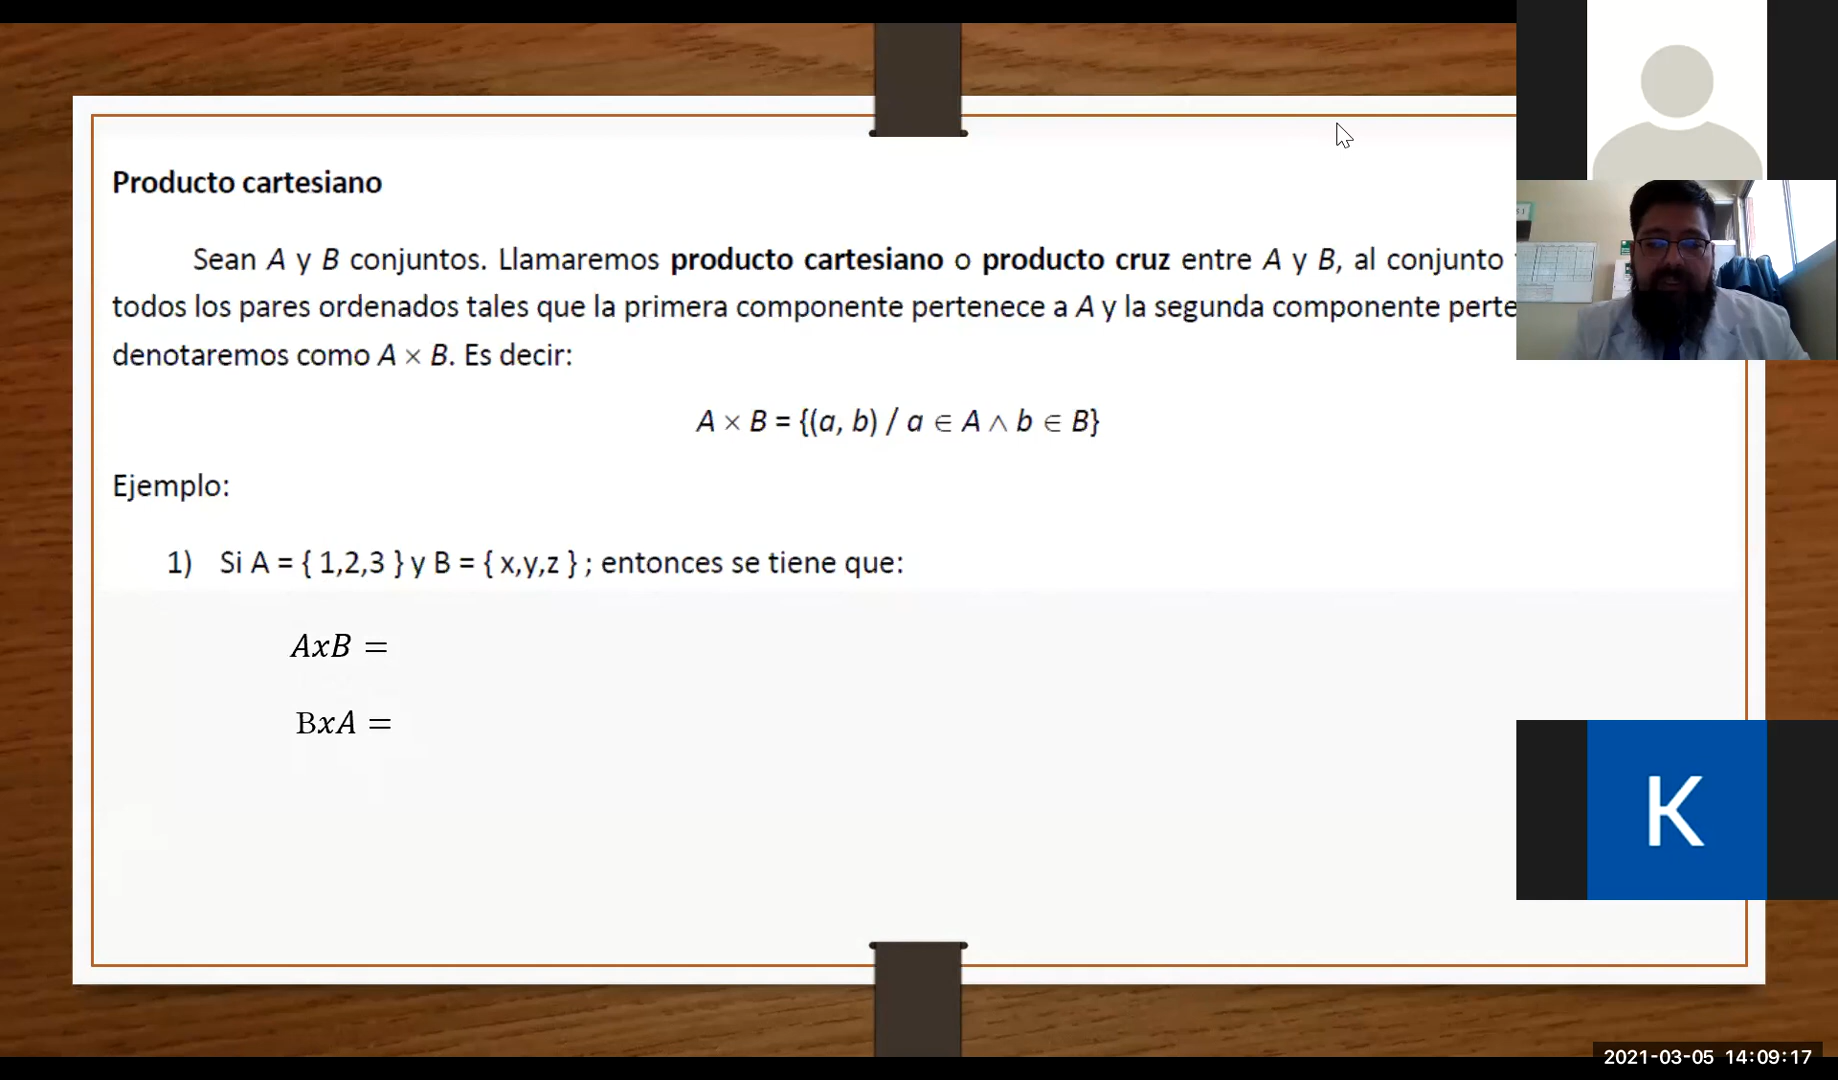 Producto cartesiano
Sean A y B conjuntos. Llamaremos producto cartesiano o producto cruz entre A y B, al conjunto
todos los pares ordenados tales que la primera componente pertenece a A y la segunda componente perte
denotaremos como A × B. Es decir:
A × B = {(a, b) / a ∈ A ∧ b ∈ B}
Ejemplo:
1) Si A = { 1,2,3 } y B = { x,y,z } ; entonces se tiene que:
AxB =
BxA =
K
2021-03-05 14:09:17